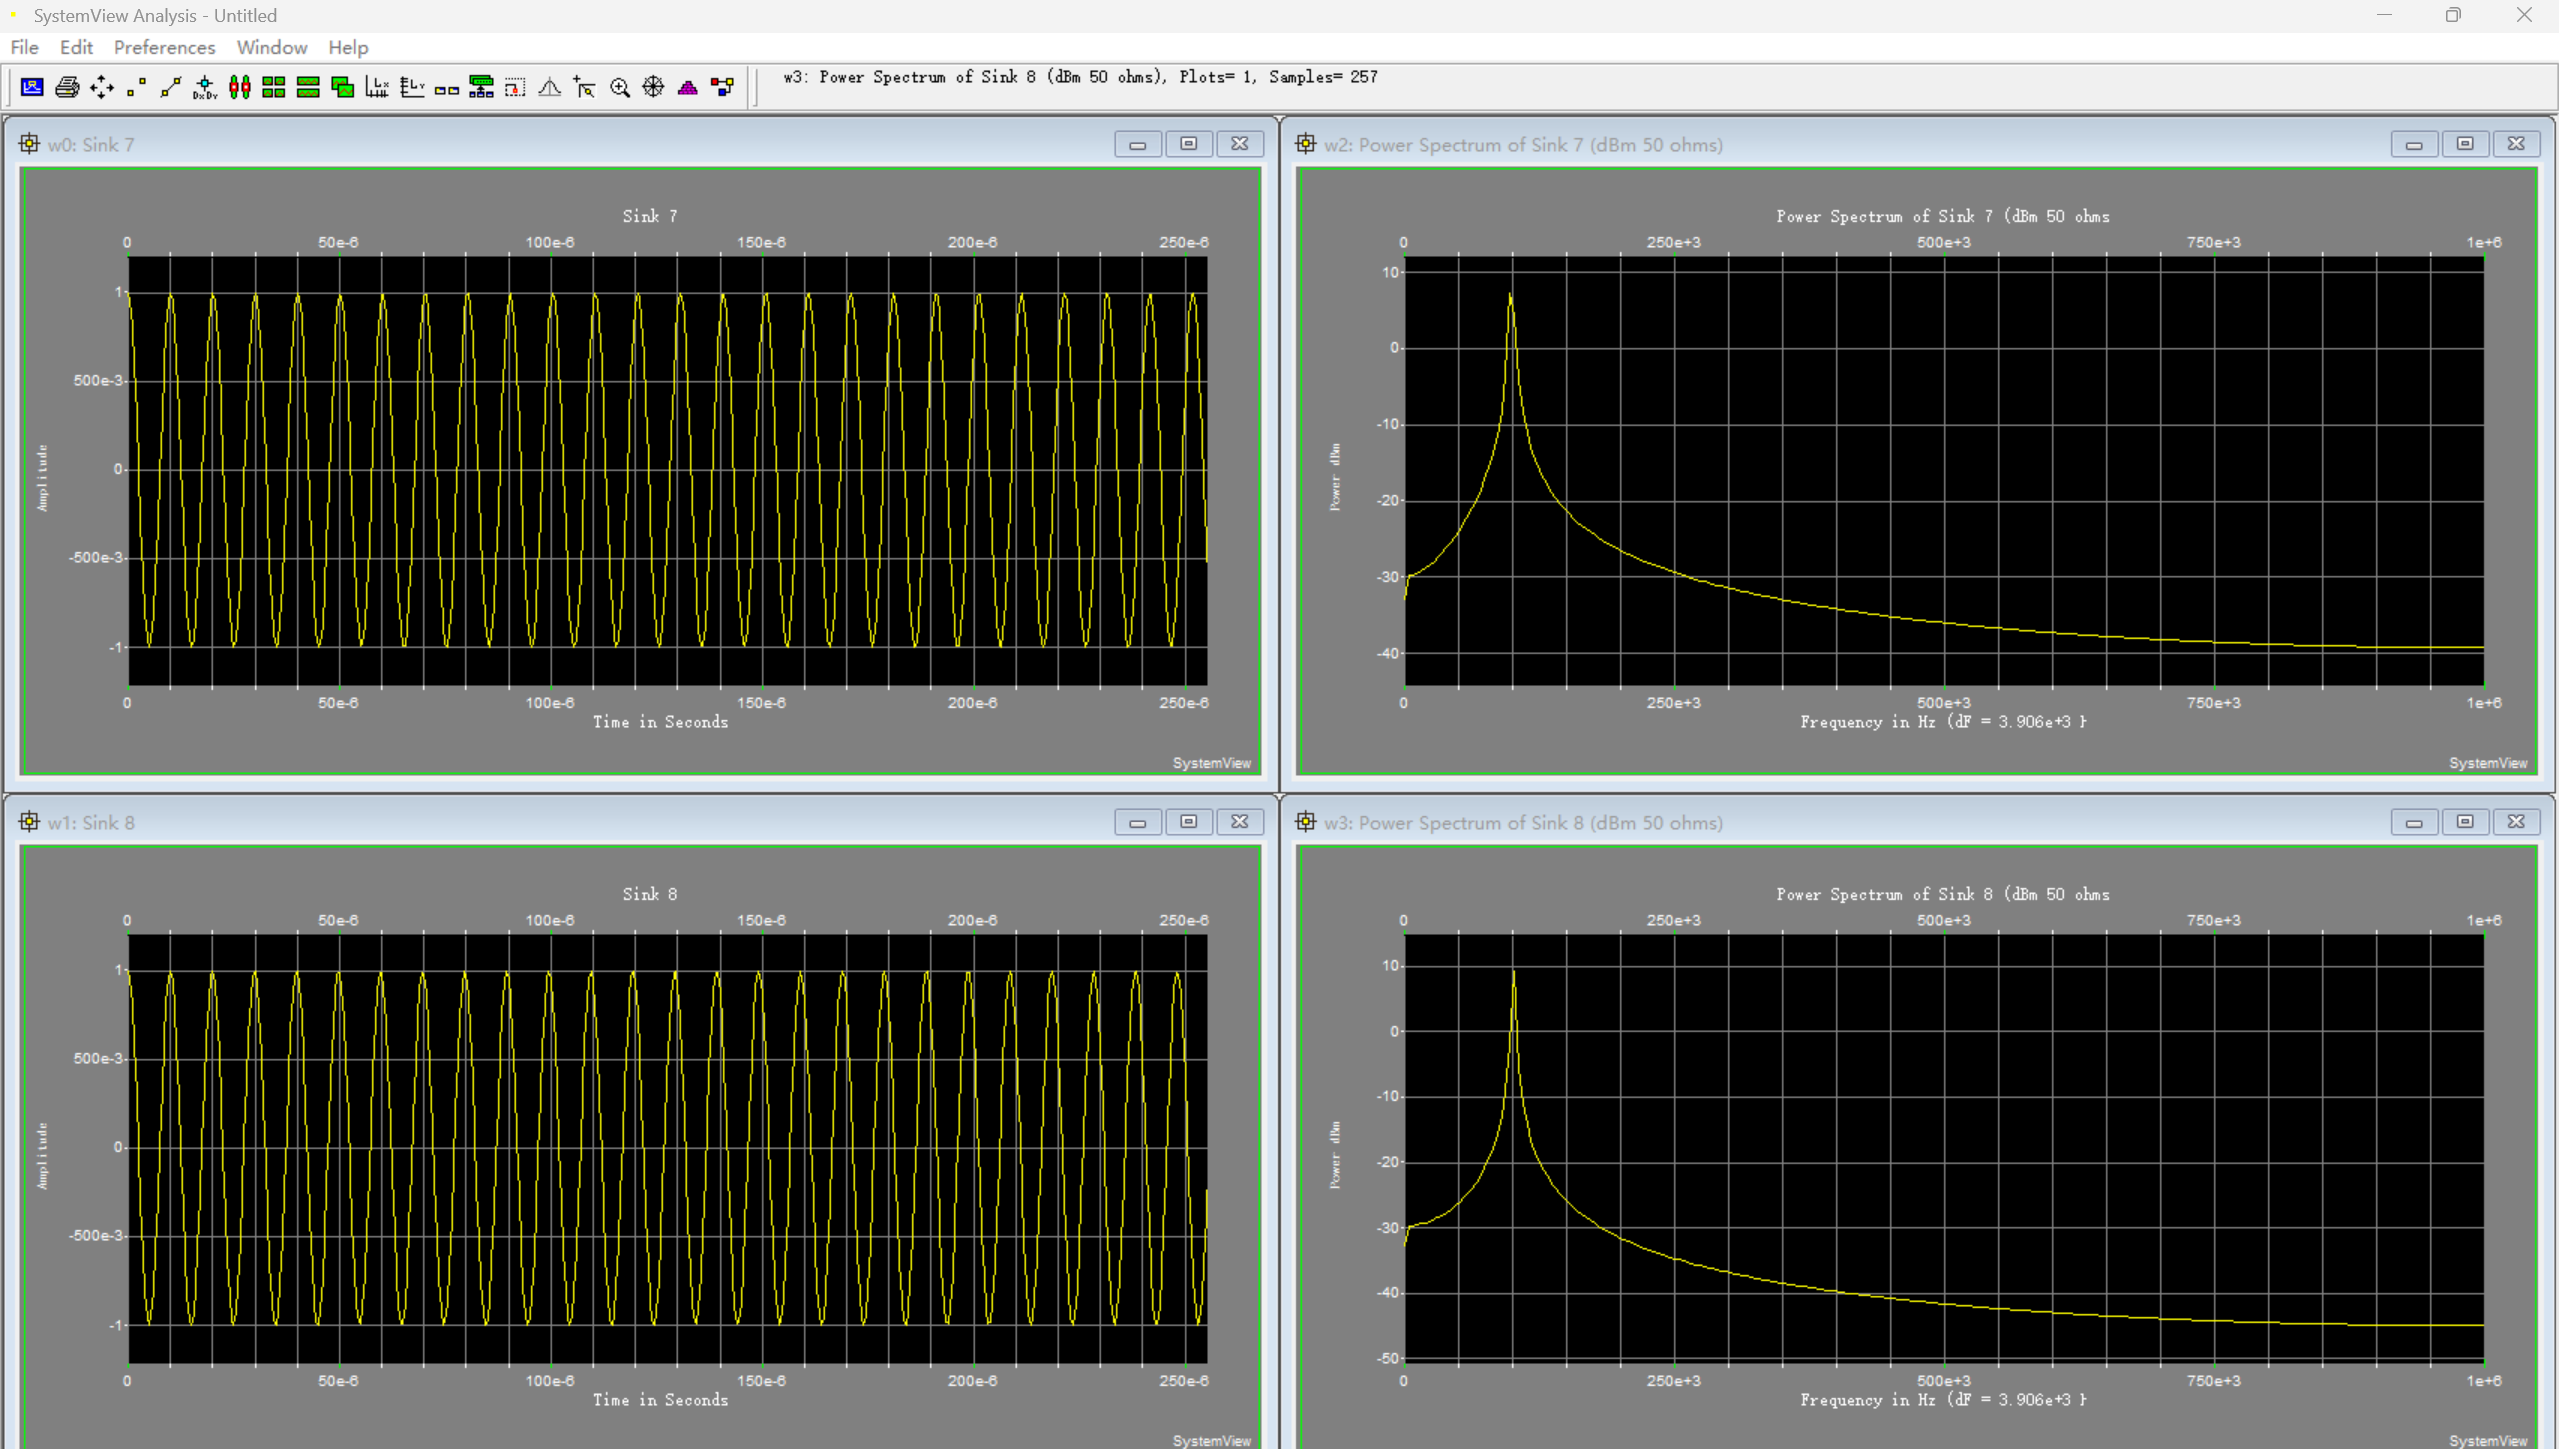 SystemView Analysis - Untitled
File Edit Preferences Window Help
w3: Power Spectrum of Sink 8 (dBm 50 ohms), Plots= 1, Samples= 257
w0: Sink 7
Sink 7
0 50e-6 100e-6 150e-6 200e-6 250e-6
1
500e-3
0
-500e-3
-1
Amplitude
0 50e-6 100e-6 150e-6 200e-6 250e-6
Time in Seconds
SystemView
w2: Power Spectrum of Sink 7 (dBm 50 ohms)
Power Spectrum of Sink 7 (dBm 50 ohms
0 250e+3 500e+3 750e+3 1e+6
10
0
-10
-20
-30
-40
Power dBm
0 250e+3 500e+3 750e+3 1e+6
Frequency in Hz (dF = 3.906e+3 }
SystemView
w1: Sink 8
Sink 8
0 50e-6 100e-6 150e-6 200e-6 250e-6
1
500e-3
0
-500e-3
-1
Amplitude
0 50e-6 100e-6 150e-6 200e-6 250e-6
Time in Seconds
SystemView
w3: Power Spectrum of Sink 8 (dBm 50 ohms)
Power Spectrum of Sink 8 (dBm 50 ohms
0 250e+3 500e+3 750e+3 1e+6
10
0
-10
-20
-30
-40
-50
Power dBm
0 250e+3 500e+3 750e+3 1e+6
Frequency in Hz (dF = 3.906e+3 }
SystemView